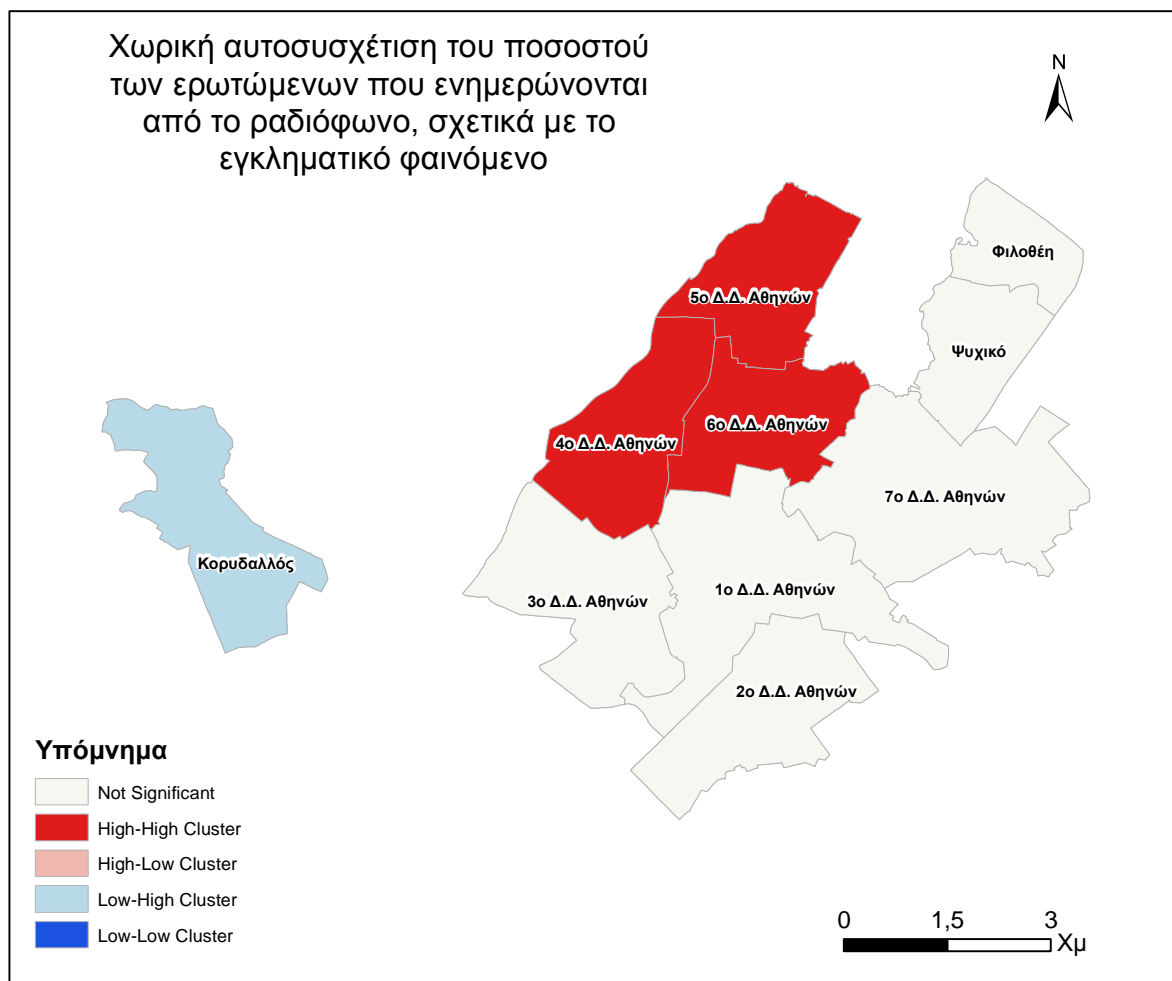 Χωρική αυτοσυσχέτιση του ποσοστού
των ερωτώμενων που ενημερώνονται
από το ραδιόφωνο, σχετικά με το
εγκληματικό φαινόμενο
N
Φιλοθέη
5ο Δ.Δ. Αθηνών
Ψυχικό
6ο Δ.Δ. Αθηνών
4ο Δ.Δ. Αθηνών
7ο Δ.Δ. Αθηνών
Κορυδαλλός
1ο Δ.Δ. Αθηνών
3ο Δ.Δ. Αθηνών
2ο Δ.Δ. Αθηνών
Υπόμνημα
Not Significant
High-High Cluster
High-Low Cluster
Low-High Cluster
Low-Low Cluster
0 1,5 3
Χμ